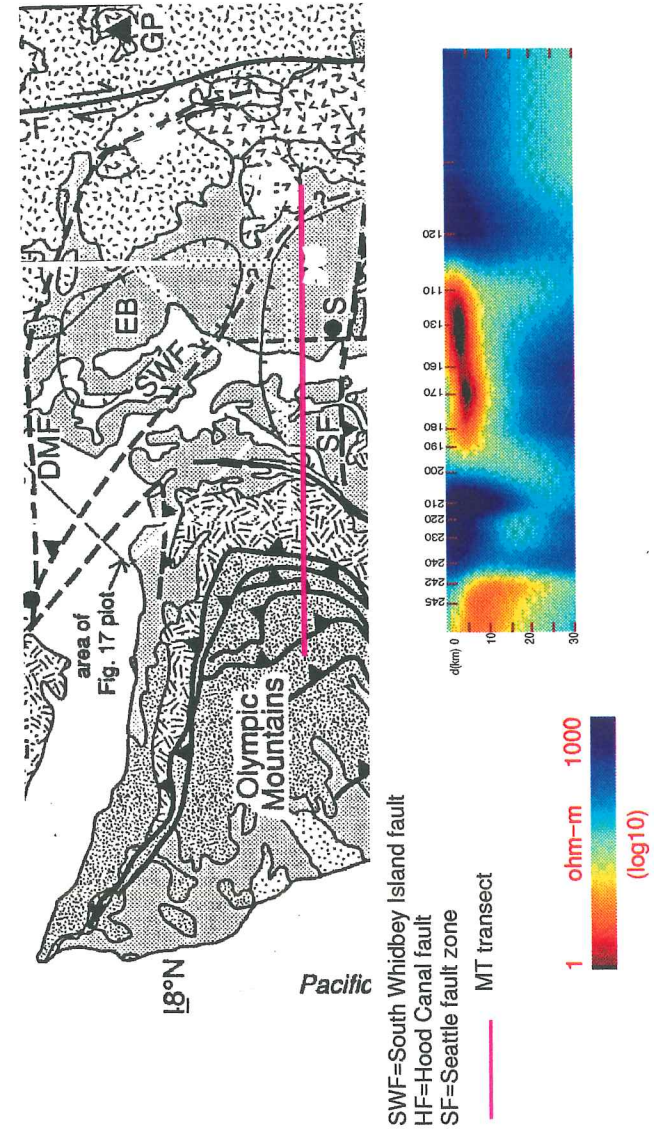 GP
EB
SWF
DMF
S
SF
area of
Fig. 17 plot
Olympic
Mountains
18°N
Pacific
SWF=South Whidbey Island fault
HF=Hood Canal fault
SF=Seattle fault zone
MT transect
120
110
130
160
170
180
190
200
210
220
230
240
242
245
d(km) 0
10
20
30
1 ohm-m 1000
(log10)